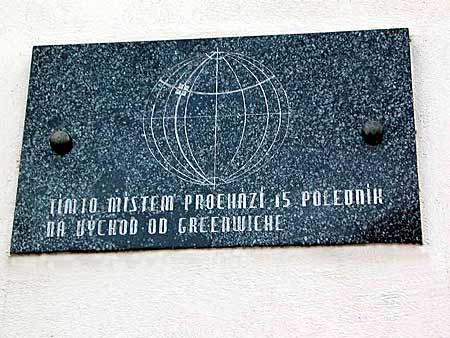 TÍMTO MÍSTEM PROCHÁZÍ 15 POLEDNÍK
NA VÝCHOD OD GREENWICHE